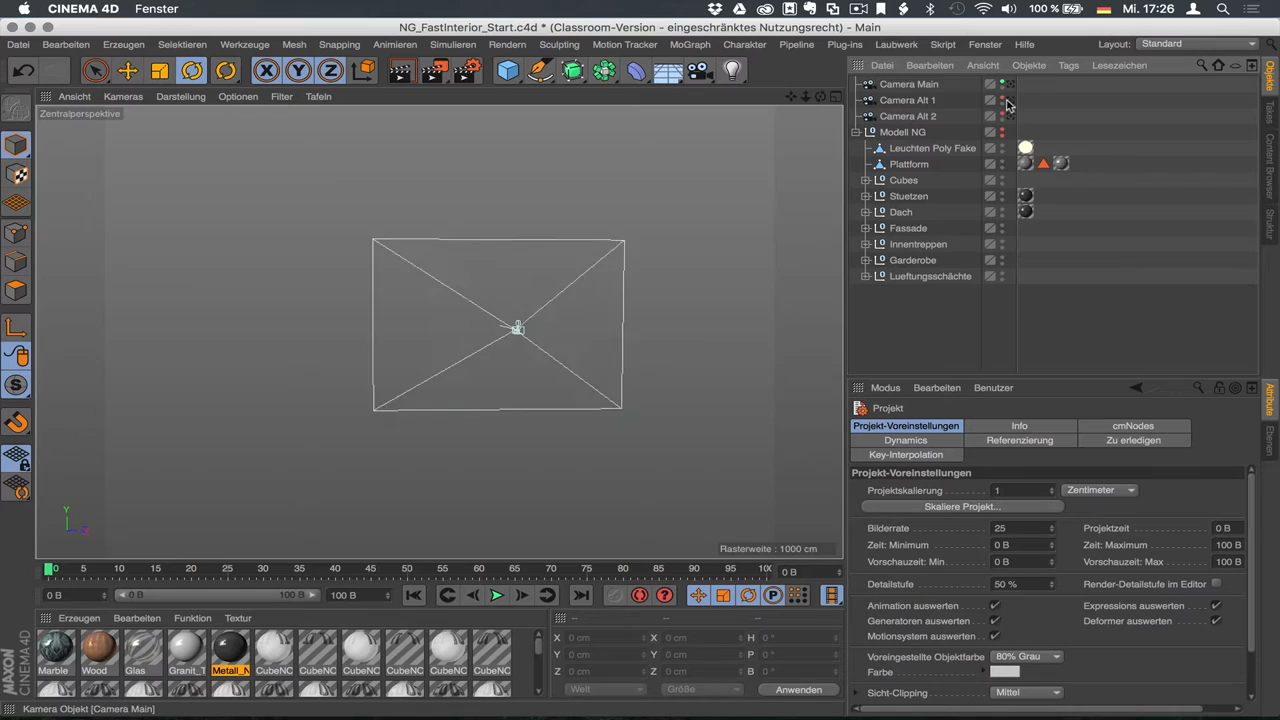 CINEMA 4D Fenster 100 % Mi. 17:26
NG_FastInterior_Start.c4d * (Classroom-Version - eingeschränktes Nutzungsrecht) - Main
Datei Bearbeiten Erzeugen Selektieren Werkzeuge Mesh Snapping Animieren Simulieren Rendern Sculpting Motion Tracker MoGraph Charakter Pipeline Plug-ins Laubwerk Skript Fenster Hilfe Layout: Standard
X Y Z
Datei Bearbeiten Ansicht Objekte Tags Lesezeichen
Ansicht Kameras Darstellung Optionen Filter Tafeln
Zentralperspektive
Camera Main
Camera Alt 1
Camera Alt 2
Modell NG
Leuchten Poly Fake
Plattform
Cubes
Stuetzen
Dach
Fassade
Innentreppen
Garderobe
Lueftungsschächte
Objekte
Takes
Content Browser
Struktur
Y
Rasterweite : 1000 cm
Modus Bearbeiten Benutzer
Projekt
Projekt-Voreinstellungen Info cmNodes
Dynamics Referenzierung Zu erledigen
Key-Interpolation
Projekt-Voreinstellungen
Projektskalierung 1 Zentimeter
Skaliere Projekt...
Bilderrate 25 Projektzeit 0 B
Zeit: Minimum 0 B Zeit: Maximum 100 B
Vorschauzeit: Min 0 B Vorschauzeit: Max 100 B
Detailstufe 50 % Render-Detailstufe im Editor
Animation auswerten Expressions auswerten
Generatoren auswerten Deformer auswerten
Motionsystem auswerten
Voreingestellte Objektfarbe 80% Grau
Farbe
Sicht-Clipping Mittel
Attribute
Ebenen
0 5 10 15 20 25 30 35 40 45 50 55 60 65 70 75 80 85 90 95 100 0 B
0 B 0 B 100 B 100 B
Erzeugen Bearbeiten Funktion Textur
Marble Wood Glas Granit_T Metall_N CubeNC CubeNC CubeNC CubeNC CubeNC CubeNC
-- -- --
X 0 cm X 0 cm H 0 °
Y 0 cm Y 0 cm P 0 °
Z 0 cm Z 0 cm B 0 °
Welt Größe Anwenden
MAXON
CINEMA 4D
Kamera Objekt [Camera Main]